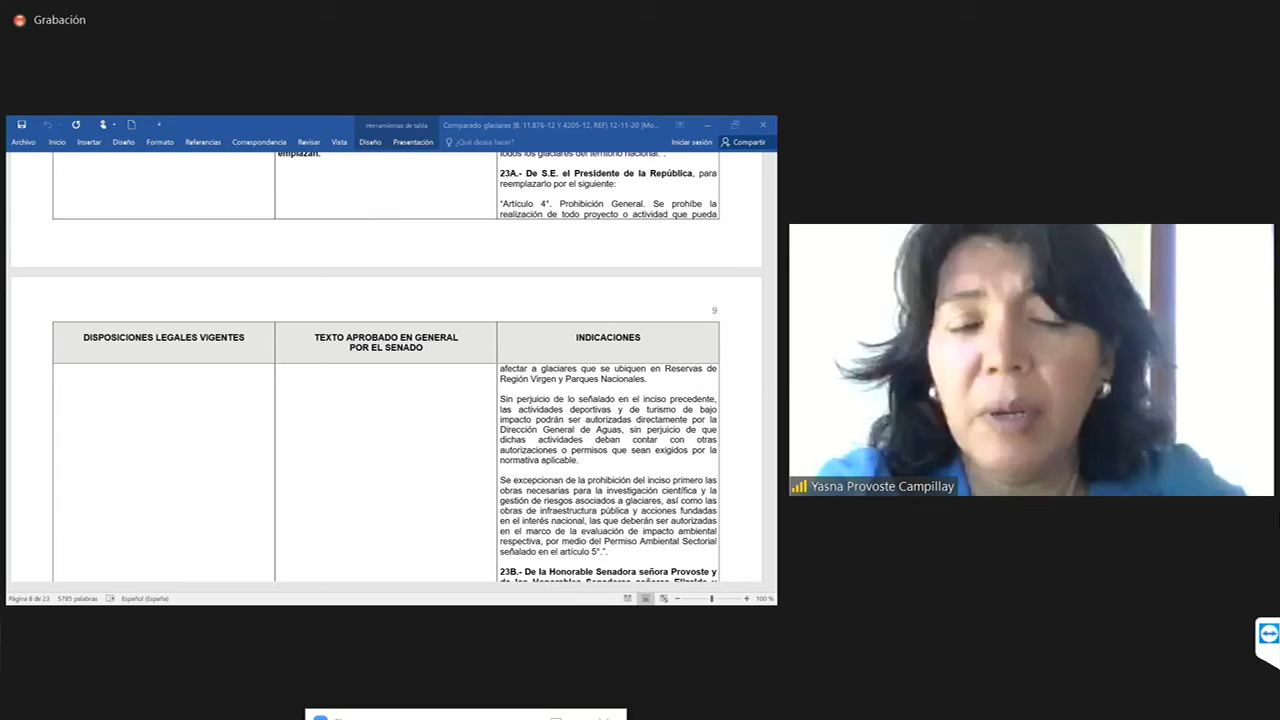 Grabación
Herramientas de tabla
Comparado glaciares (B. 11.876-12 Y 4205-12, REF) 12-11-20 (Mo...
Archivo Inicio Insertar Diseño Formato Referencias Correspondencia Revisar Vista Diseño Presentación ¿Qué desea hacer? Iniciar sesión Compartir
emplazan.
todos los glaciares del territorio nacional.".
23A.- De S.E. el Presidente de la República, para
reemplazarlo por el siguiente:
"Artículo 4°. Prohibición General. Se prohíbe la
realización de todo proyecto o actividad que pueda
9
DISPOSICIONES LEGALES VIGENTES
TEXTO APROBADO EN GENERAL
POR EL SENADO
INDICACIONES
afectar a glaciares que se ubiquen en Reservas de
Región Virgen y Parques Nacionales.
Sin perjuicio de lo señalado en el inciso precedente,
las actividades deportivas y de turismo de bajo
impacto podrán ser autorizadas directamente por la
Dirección General de Aguas, sin perjuicio de que
dichas actividades deban contar con otras
autorizaciones o permisos que sean exigidos por la
normativa aplicable.
Se excepcionan de la prohibición del inciso primero las
obras necesarias para la investigación científica y la
gestión de riesgos asociados a glaciares, así como las
obras de infraestructura pública y acciones fundadas
en el interés nacional, las que deberán ser autorizadas
en el marco de la evaluación de impacto ambiental
respectiva, por medio del Permiso Ambiental Sectorial
señalado en el artículo 5°.".
23B.- De la Honorable Senadora señora Provoste y
de los Honorables Senadores señores Elizalde y
Página 8 de 23 5785 palabras Español (España) 100 %
Yasna Provoste Campillay